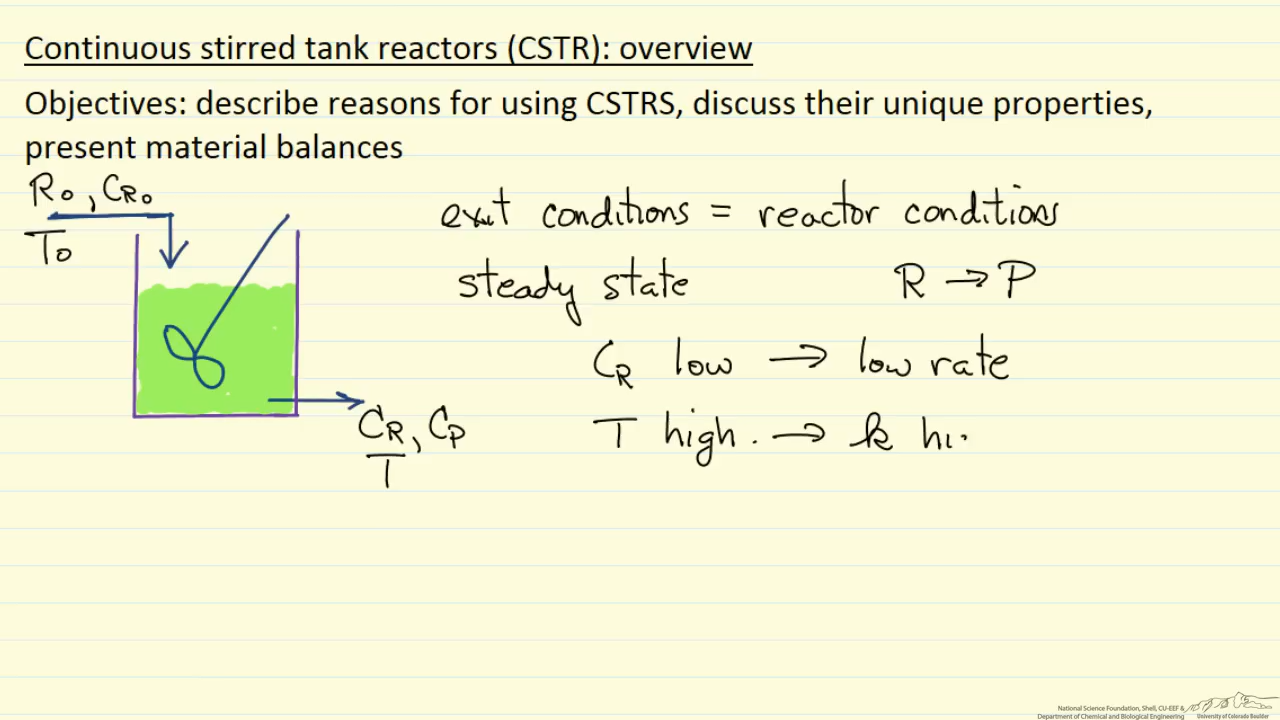 Continuous stirred tank reactors (CSTR): overview
Objectives: describe reasons for using CSTRS, discuss their unique properties,
present material balances
R₀, C_R₀
T₀
exit conditions = reactor conditions
steady state R → P
C_R low → low rate
C_R, C_P
T
T high. → k hi
National Science Foundation, Shell, CU-EEF &
Department of Chemical and Biological Engineering
University of Colorado Boulder